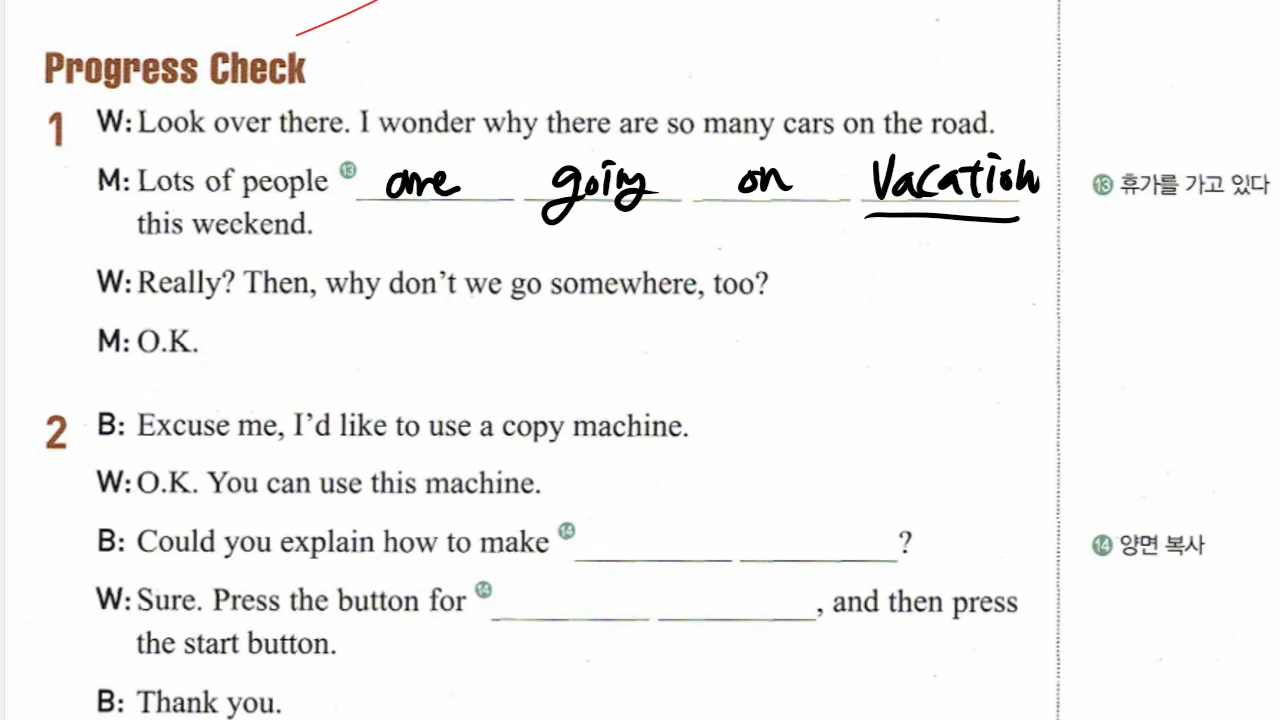 Progress Check
1 W: Look over there. I wonder why there are so many cars on the road.
M: Lots of people ⑬ are going on vacation
this weekend.
⑬ 휴가를 가고 있다
W: Really? Then, why don't we go somewhere, too?
M: O.K.
2 B: Excuse me, I'd like to use a copy machine.
W: O.K. You can use this machine.
B: Could you explain how to make ⑭ ?
⑭ 양면 복사
W: Sure. Press the button for ⑭ , and then press
the start button.
B: Thank you.